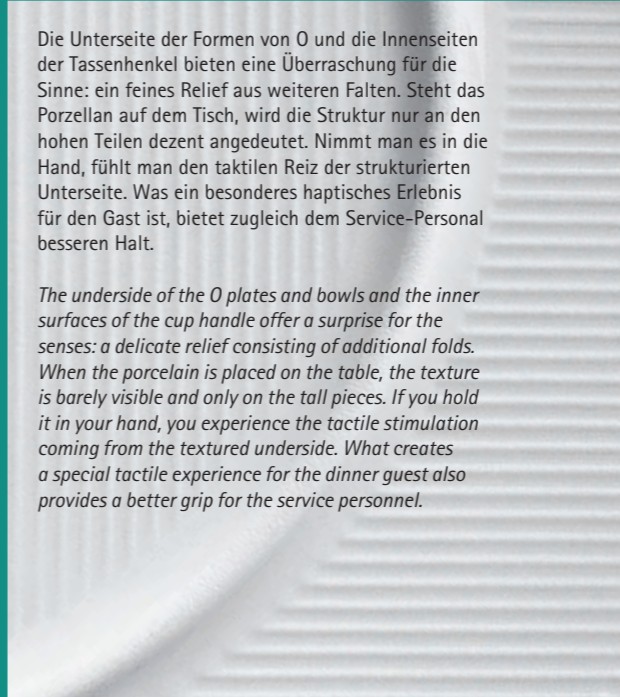 Die Unterseite der Formen von O und die Innenseiten
der Tassenhenkel bieten eine Überraschung für die
Sinne: ein feines Relief aus weiteren Falten. Steht das
Porzellan auf dem Tisch, wird die Struktur nur an den
hohen Teilen dezent angedeutet. Nimmt man es in die
Hand, fühlt man den taktilen Reiz der strukturierten
Unterseite. Was ein besonderes haptisches Erlebnis
für den Gast ist, bietet zugleich dem Service-Personal
besseren Halt.
The underside of the O plates and bowls and the inner
surfaces of the cup handle offer a surprise for the
senses: a delicate relief consisting of additional folds.
When the porcelain is placed on the table, the texture
is barely visible and only on the tall pieces. If you hold
it in your hand, you experience the tactile stimulation
coming from the textured underside. What creates
a special tactile experience for the dinner guest also
provides a better grip for the service personnel.